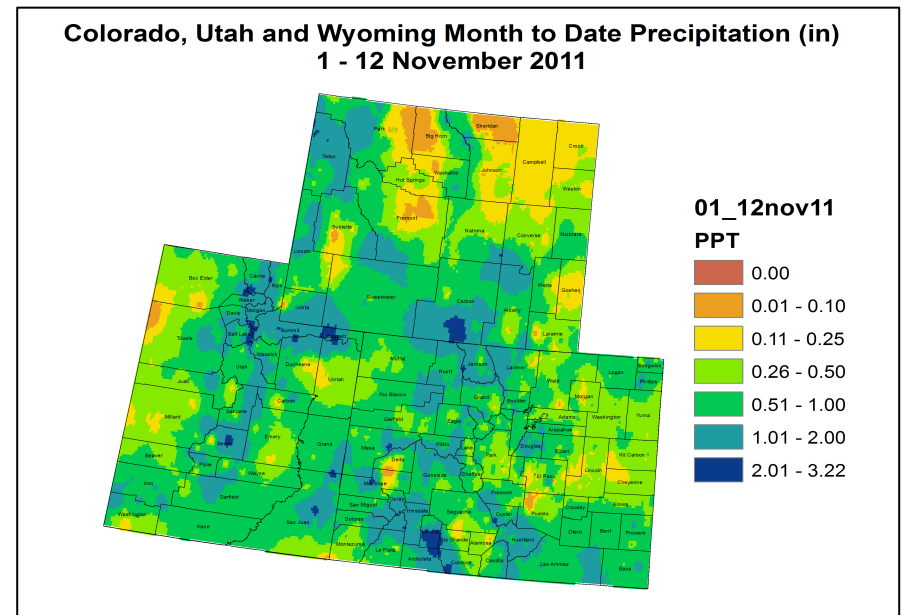 Colorado, Utah and Wyoming Month to Date Precipitation (in)
1 - 12 November 2011
01_12nov11
PPT
0.00
0.01 - 0.10
0.11 - 0.25
0.26 - 0.50
0.51 - 1.00
1.01 - 2.00
2.01 - 3.22
Park
Big Horn
Sheridan
Crook
Teton
Washakie
Johnson
Campbell
Hot Springs
Weston
Fremont
Sublette
Natrona
Converse
Niobrara
Lincoln
Box Elder
Cache
Rich
Platte
Goshen
Sweetwater
Carbon
Uinta
Albany
Weber
Morgan
Davie
Laramie
Salt Lake
Summit
Daggett
Tooele
Wasatch
Duchesne
Utah
Uintah
Moffat
Routt
Jackson
Larimer
Weld
Logan
Sedgwick
Phillips
Juab
Carbon
Rio Blanco
Grand
Boulder
Morgan
Washington
Yuma
Millard
Sanpete
Garfield
Eagle
Adams
Arapahoe
Emery
Grand
Mesa
Pitkin
Lake
Park
Douglas
Elbert
Kit Carson
Sevier
Beaver
Piute
Wayne
Delta
Gunnison
Chaffee
El Paso
Lincoln
Cheyenne
Iron
Garfield
Montrose
Ouray
Fremont
Kiowa
San Miguel
Hinsdale
Saguache
Custer
Pueblo
Crowley
Washington
Kane
San Juan
Dolores
Otero
Bent
Prowers
Montezuma
La Plata
Rio Grande
Alamosa
Huerfano
Archuleta
Conejos
Costilla
Las Animas
Baca